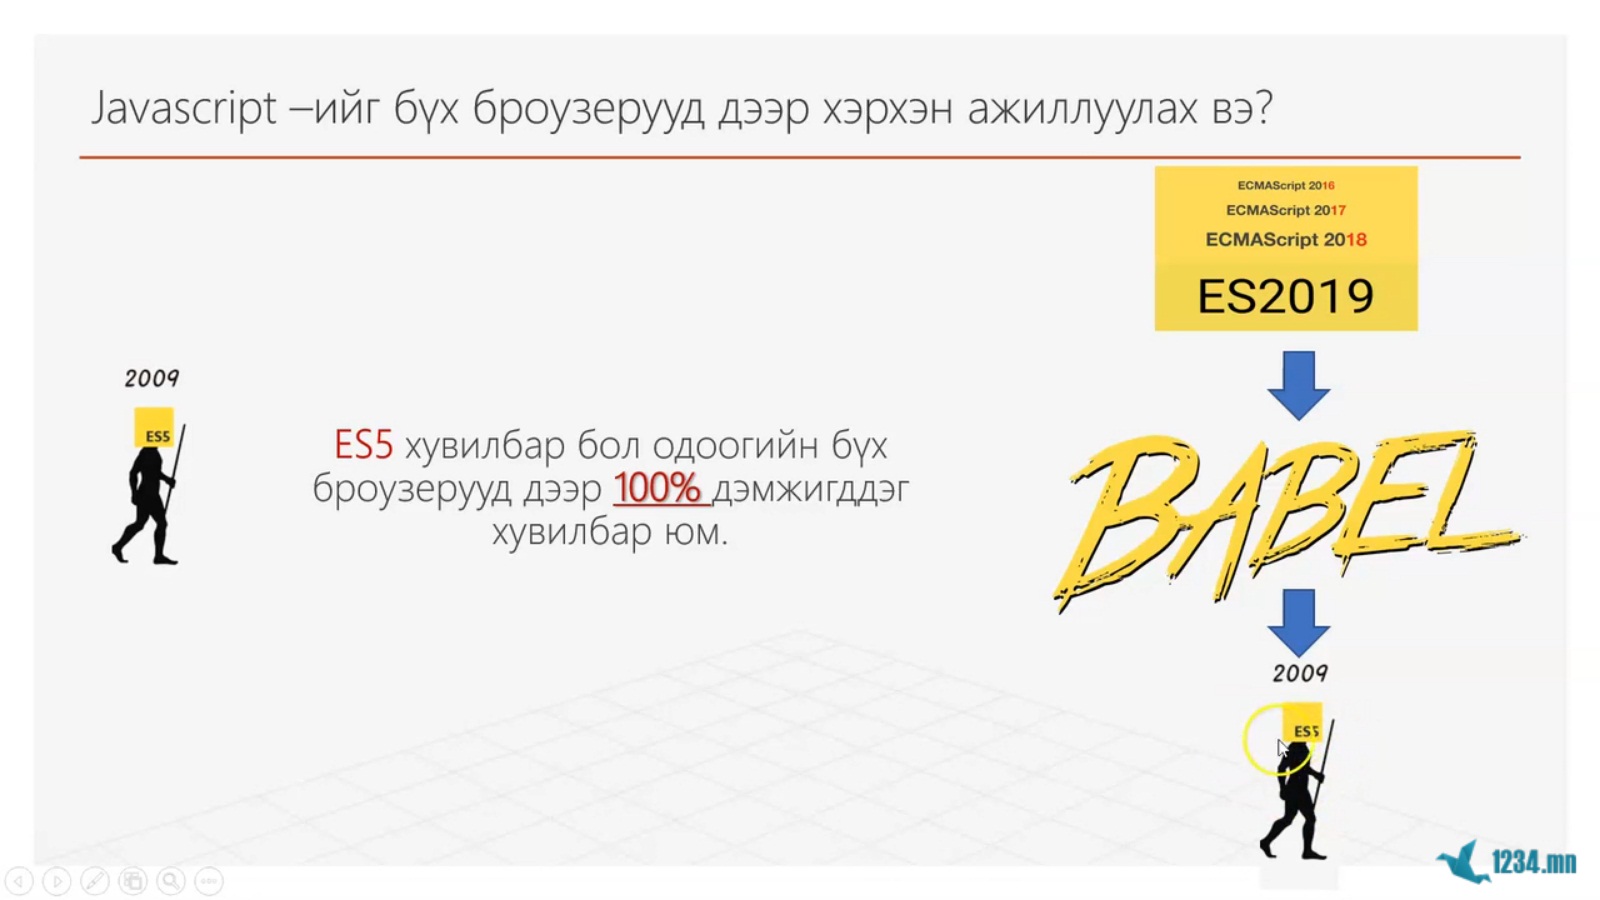 Javascript –ийг бүх броузерууд дээр хэрхэн ажиллуулах вэ?
ECMAScript 2016
ECMAScript 2017
ECMAScript 2018
ES2019
2009
ES5
ES5 хувилбар бол одоогийн бүх
броузерууд дээр 100% дэмжигддэг
хувилбар юм.
BABEL
2009
ES5
1234.mn